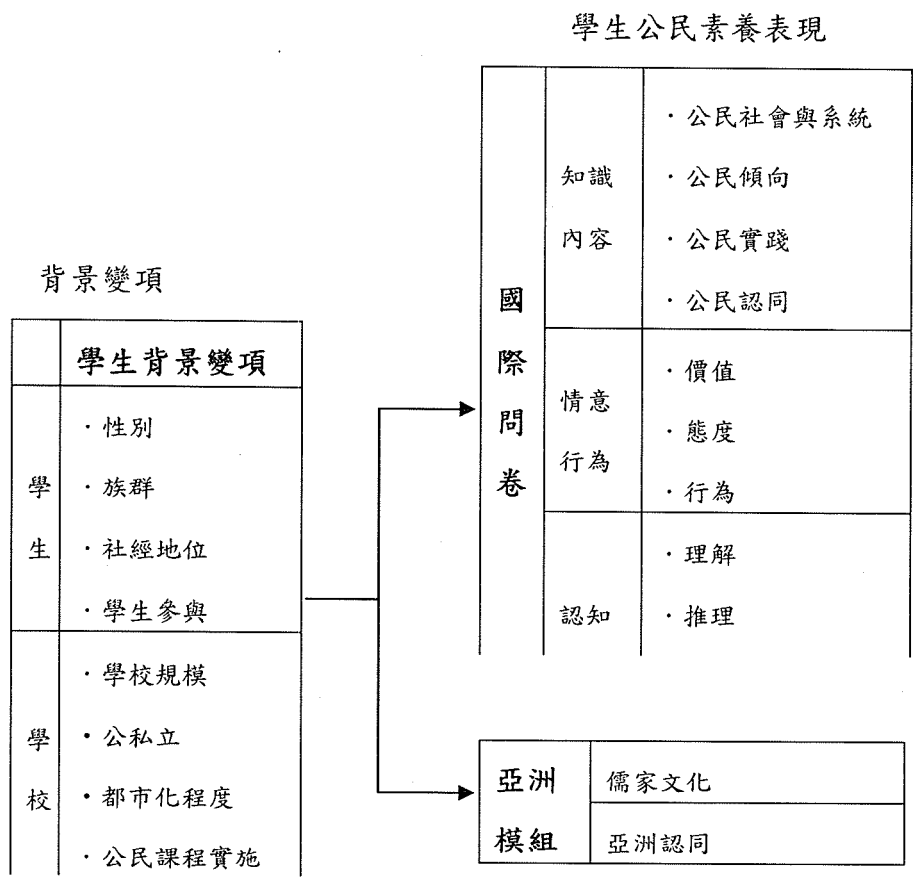 學生公民素養表現
國際問卷
知識內容
・公民社會與系統
・公民傾向
・公民實踐
・公民認同
情意行為
・價值
・態度
・行為
認知
・理解
・推理
背景變項
學生背景變項
學生
・性別
・族群
・社經地位
・學生參與
學校
・學校規模
・公私立
・都市化程度
・公民課程實施
亞洲模組
儒家文化
亞洲認同